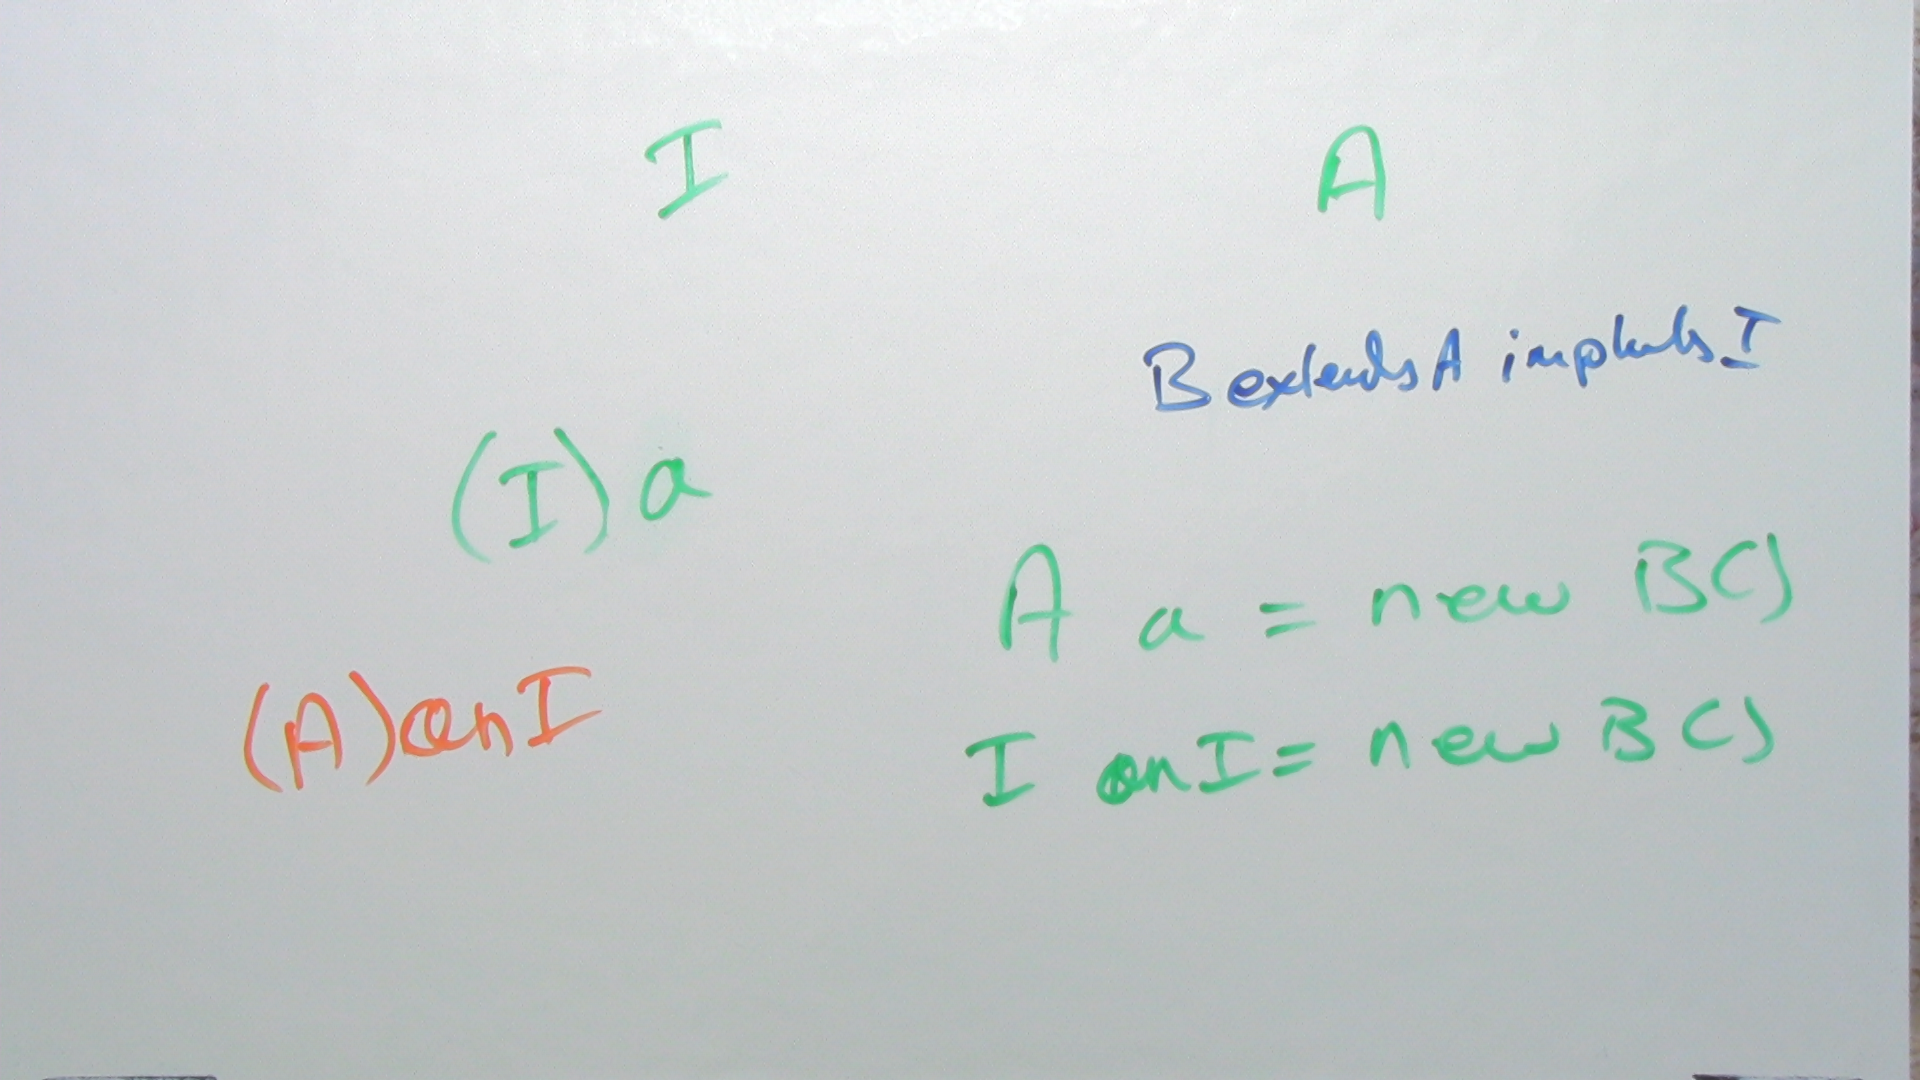 I A
B extends A implements I
(I) a
A a = new B()
(A) anI
I anI = new B()